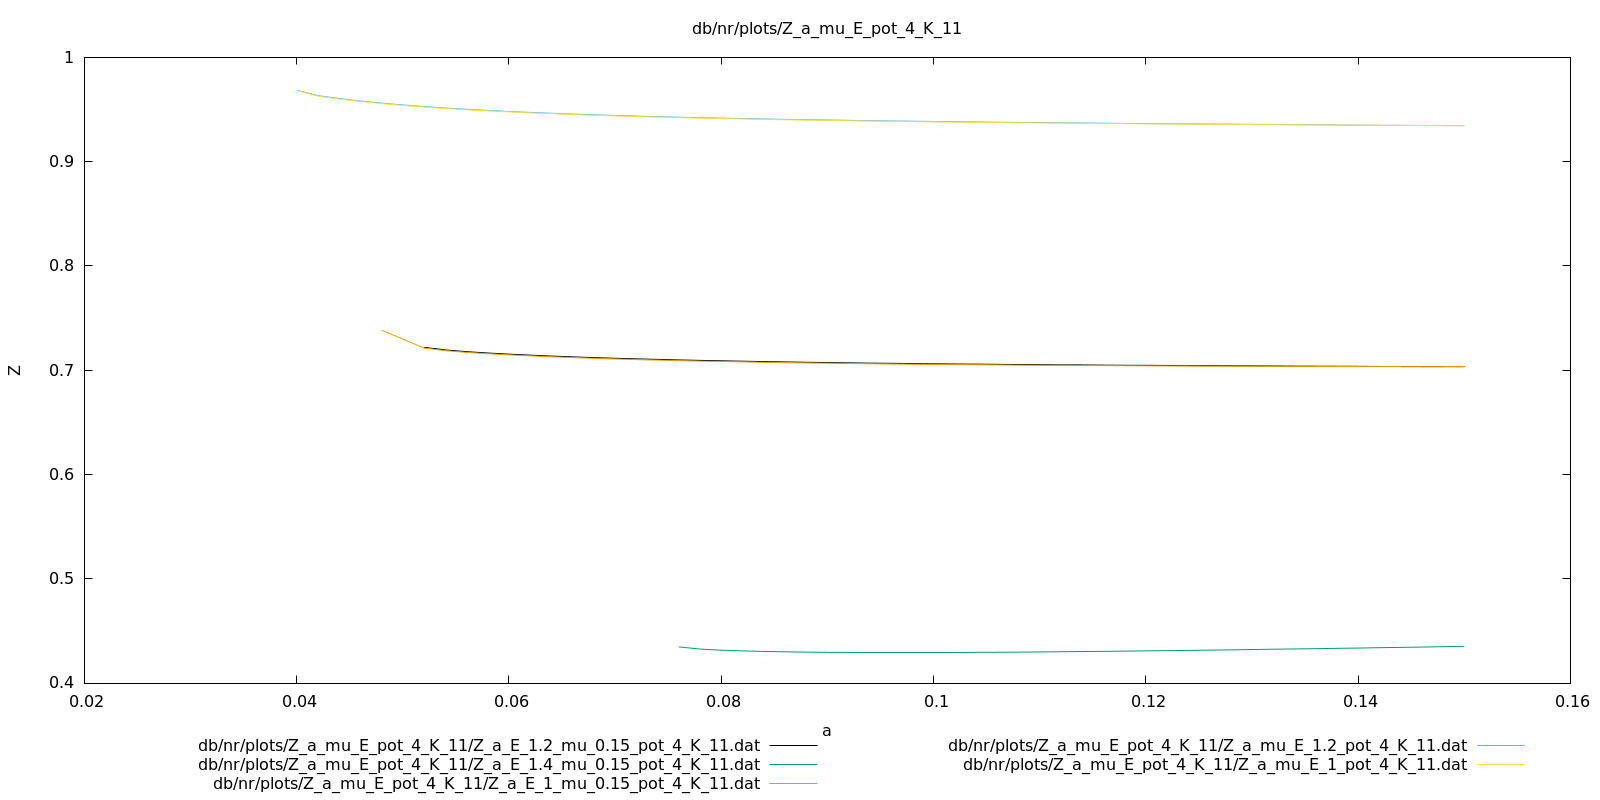 db/nr/plots/Z_a_mu_E_pot_4_K_11
1
0.9
0.8
0.7
0.6
0.5
0.4
Z
0.02 0.04 0.06 0.08 0.1 0.12 0.14 0.16
a
db/nr/plots/Z_a_mu_E_pot_4_K_11/Z_a_E_1.2_mu_0.15_pot_4_K_11.dat
db/nr/plots/Z_a_mu_E_pot_4_K_11/Z_a_E_1.4_mu_0.15_pot_4_K_11.dat
db/nr/plots/Z_a_mu_E_pot_4_K_11/Z_a_E_1_mu_0.15_pot_4_K_11.dat
db/nr/plots/Z_a_mu_E_pot_4_K_11/Z_a_mu_E_1.2_pot_4_K_11.dat
db/nr/plots/Z_a_mu_E_pot_4_K_11/Z_a_mu_E_1_pot_4_K_11.dat